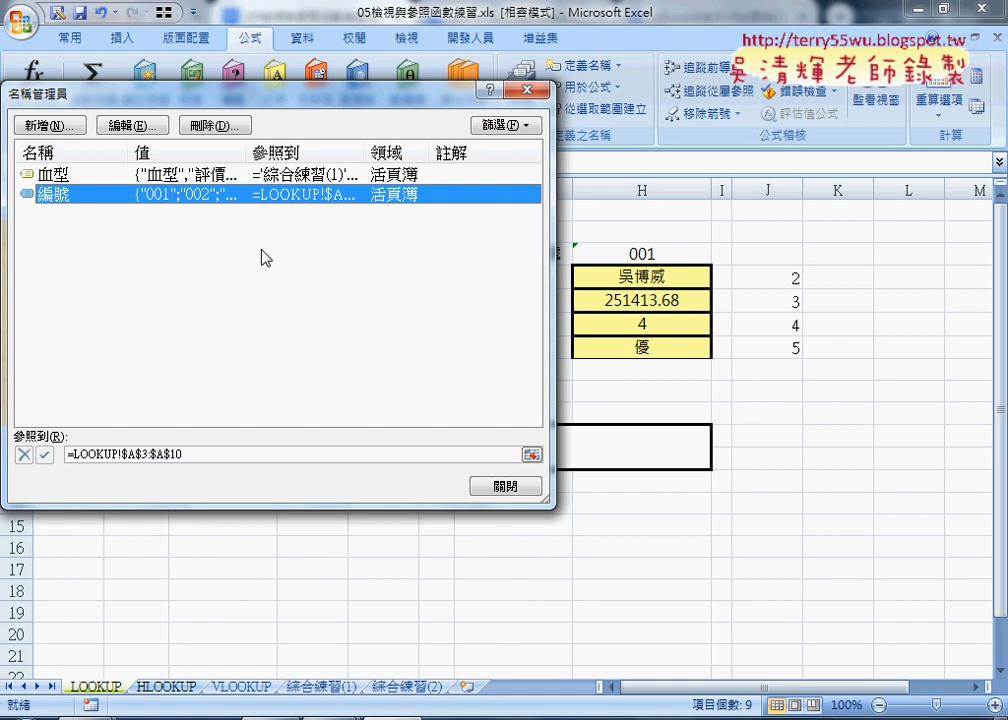 05檢視與參照函數練習.xls [相容模式] - Microsoft Excel
常用 插入 版面配置 公式 資料 校閱 檢視 開發人員 增益集
http://terry55wu.blogspot.tw
吳清輝老師錄製
定義名稱
用於公式
從選取範圍建立
追蹤從屬參照
移除箭號
錯誤檢查
評估值公式
監看視窗
重算選項
公式稽核
計算
名稱管理員
新增(N)... 編輯(E)... 刪除(D)... 篩選(F)
名稱 值 參照到 領域 註解
血型 {"血型","評價... ='綜合練習(1)'... 活頁簿
編號 {"001";"002";"... =LOOKUP!$A... 活頁簿
參照到(R):
=LOOKUP!$A$3:$A$10
關閉
H I J K L M
001
吳博威 2
251413.68 3
4 4
優 5
15
16
17
18
19
20
21
LOOKUP HLOOKUP VLOOKUP 綜合練習(1) 綜合練習(2)
就緒 項目個數: 9 100%